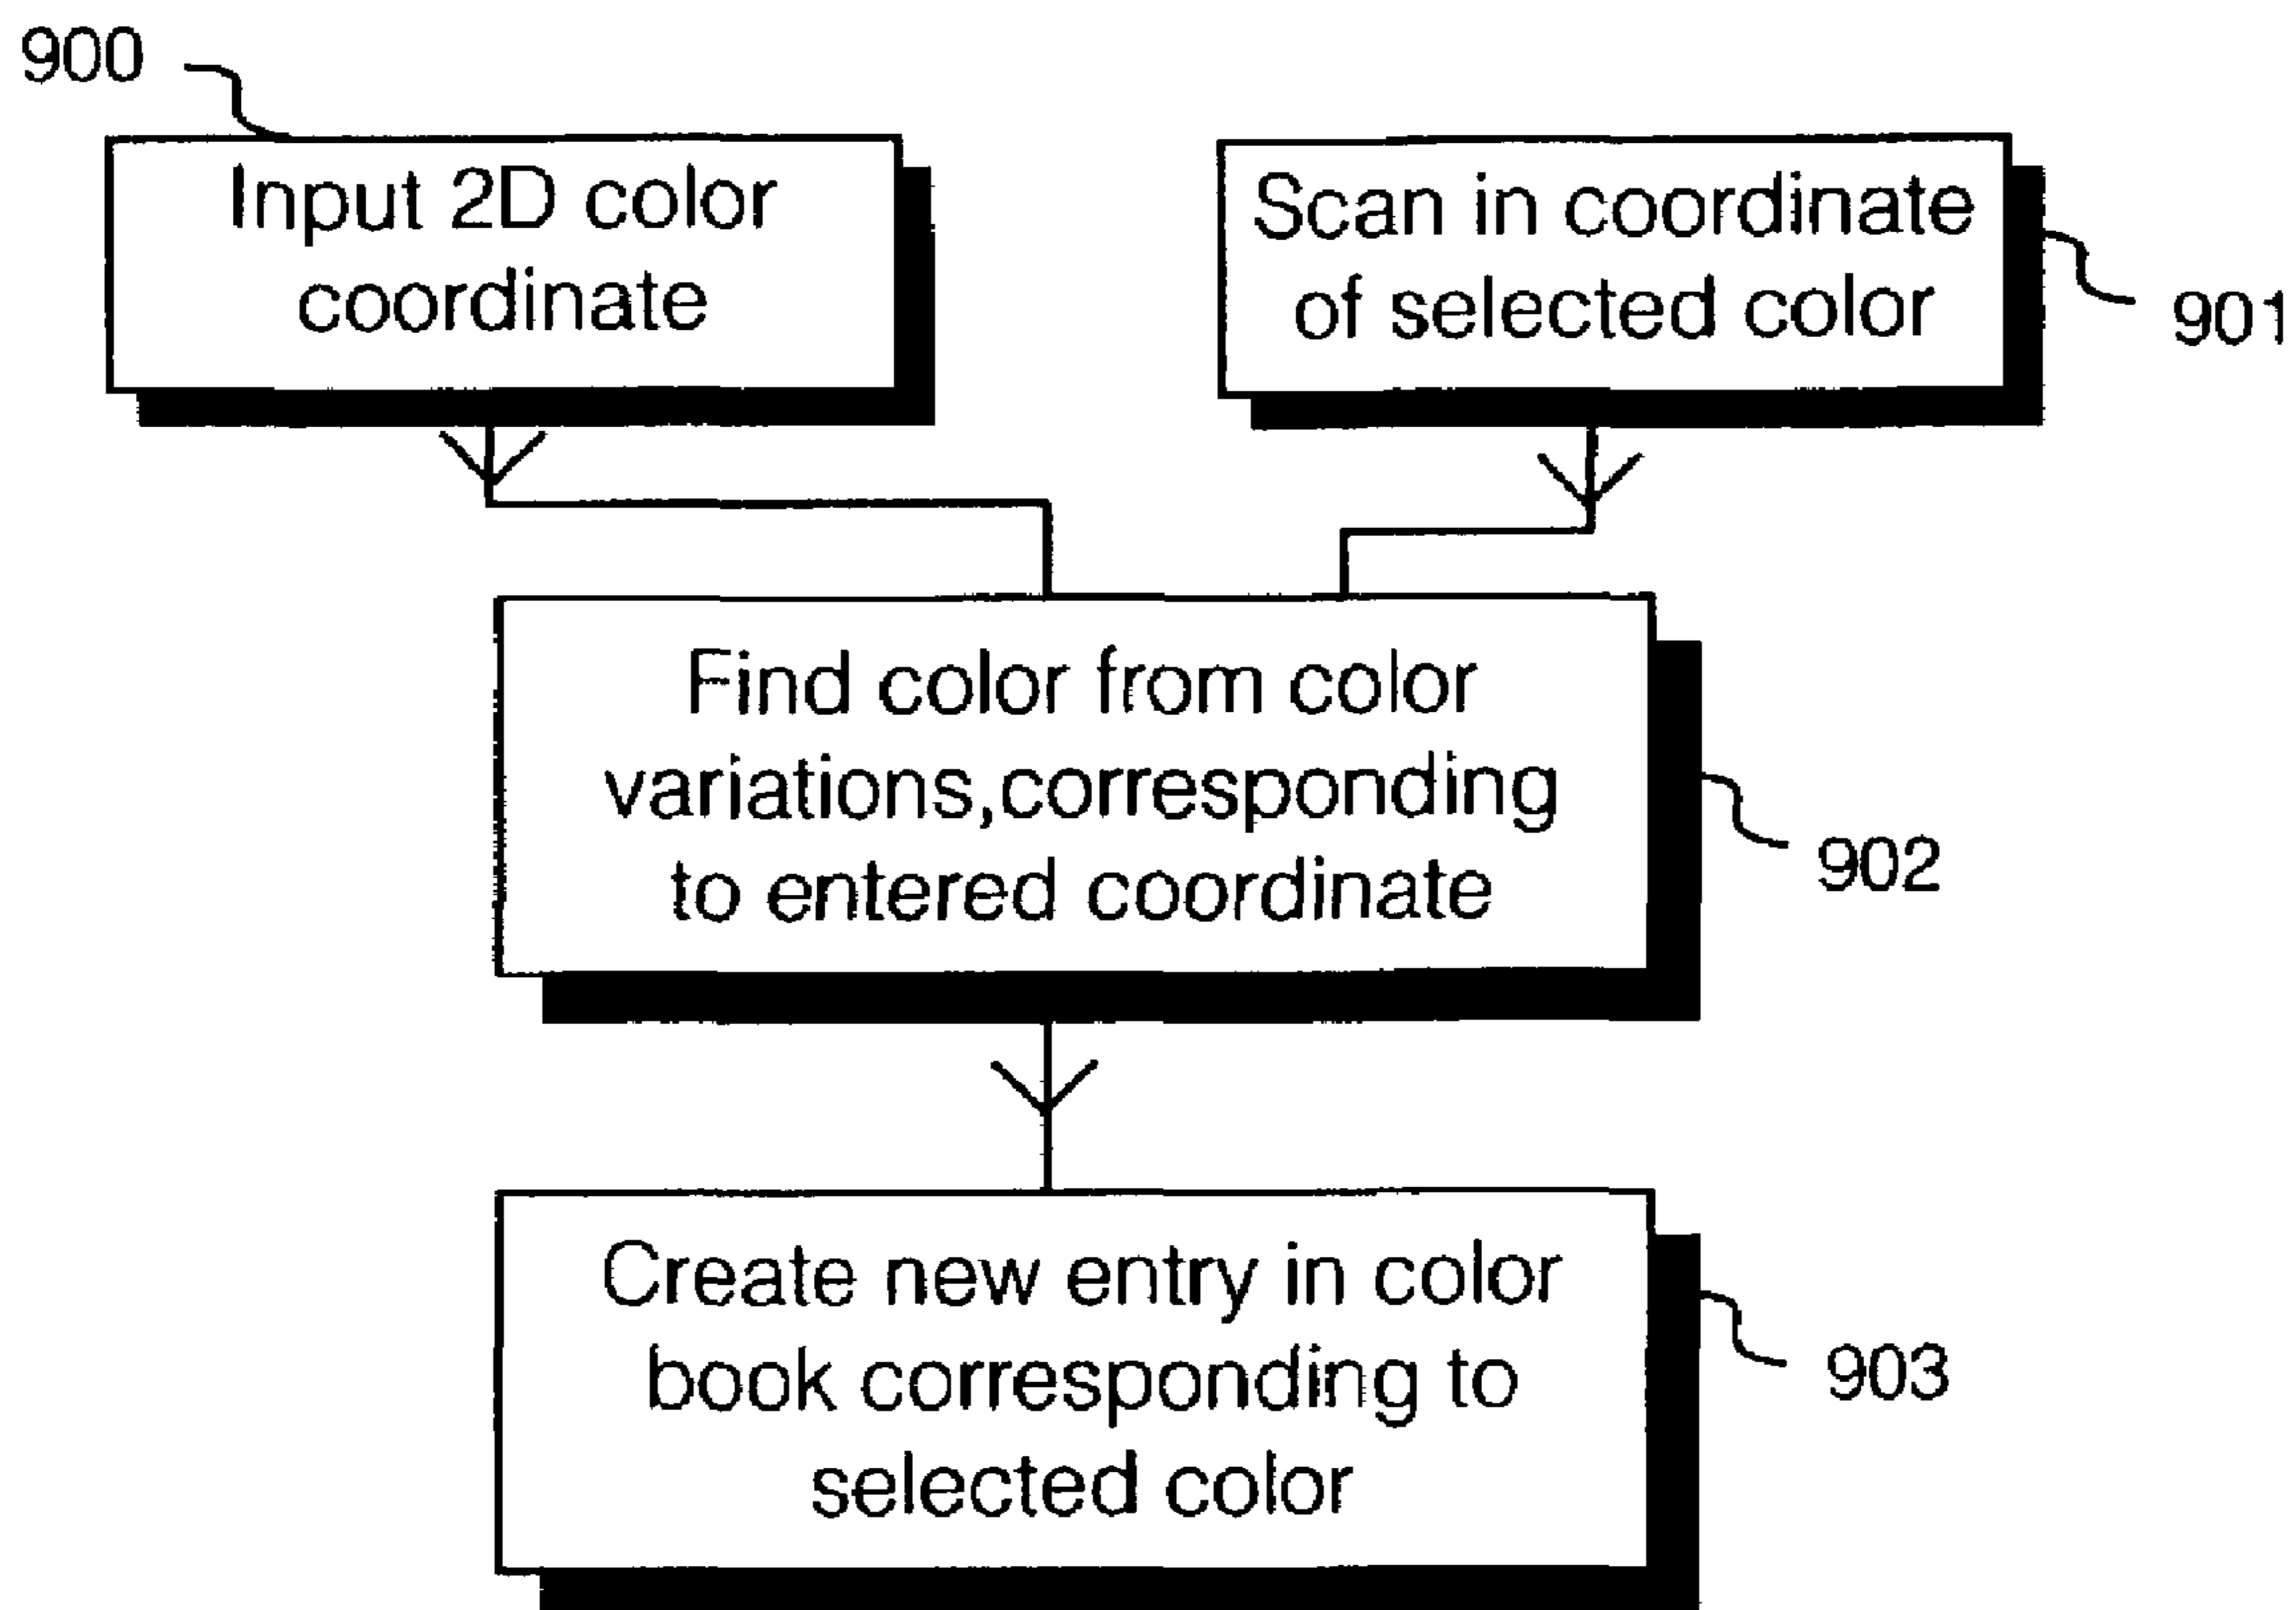 900
Input 2D color
coordinate
Scan in coordinate
of selected color
901
Find color from color
variations,corresponding
to entered coordinate
902
Create new entry in color
book corresponding to
selected color
903